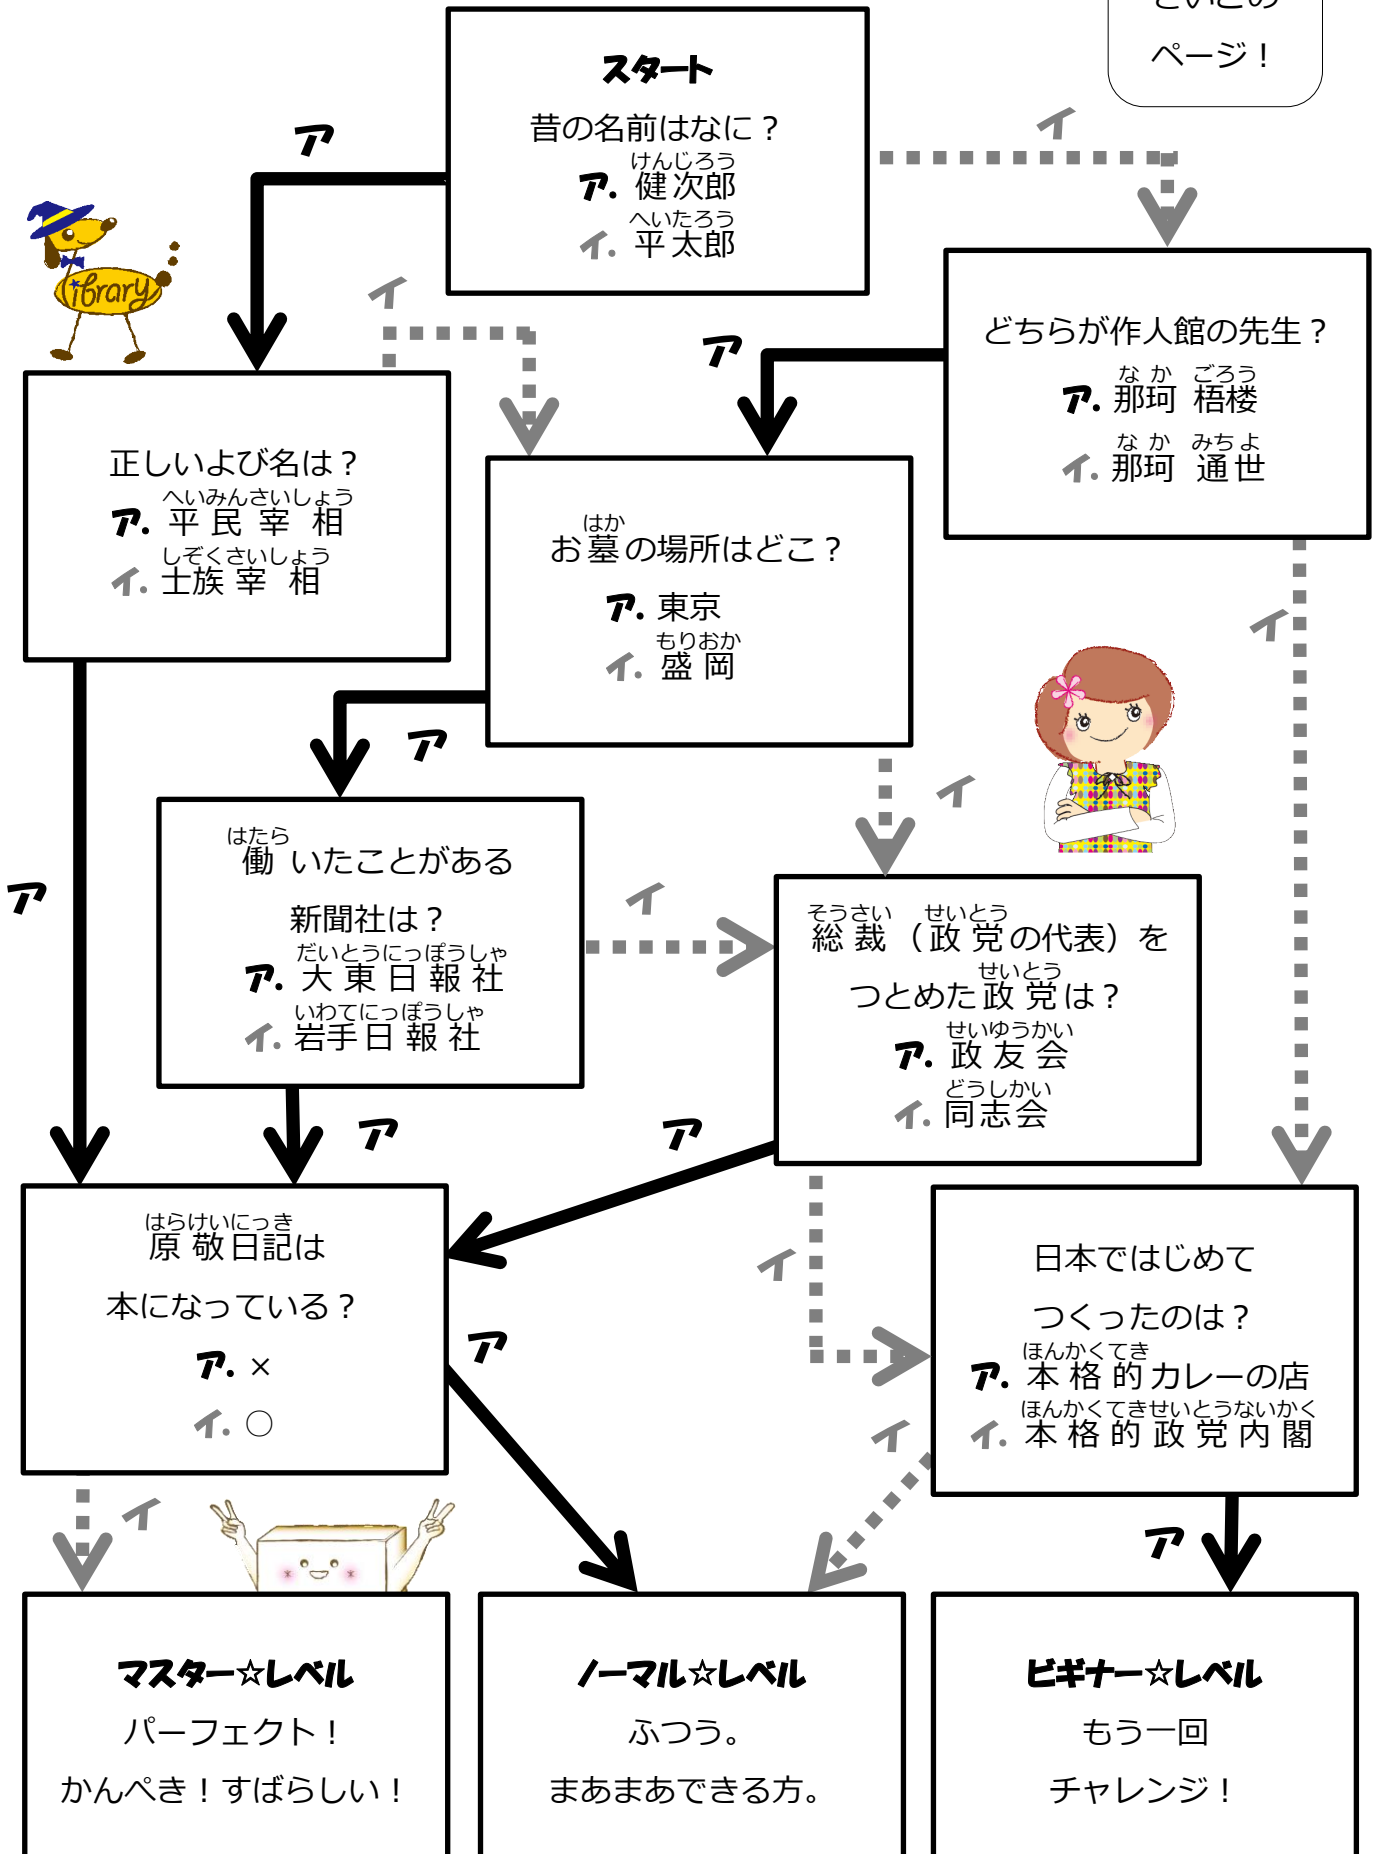 ページ！
スタート
昔の名前はなに？
けんじろう
ア. 健次郎
へいたろう
イ. 平太郎
ア
イ
library
どちらが作人館の先生？
なか ごろう
ア. 那珂 梧楼
なか みちよ
イ. 那珂 通世
イ
ア
正しいよび名は？
へいみんさいしょう
ア. 平民宰相
しぞくさいしょう
イ. 士族宰相
はか
お墓の場所はどこ？
ア. 東京
もりおか
イ. 盛岡
イ
ア
イ
はたら
働いたことがある
新聞社は？
だいとうにっぽうしゃ
ア. 大東日報社
いわてにっぽうしゃ
イ. 岩手日報社
ア
イ
そうさい せいとう
総裁（政党の代表）を
せいとう
つとめた政党は？
せいゆうかい
ア. 政友会
どうしかい
イ. 同志会
ア
ア
イ
はらけいにっき
原敬日記は
本になっている？
ア. ×
イ. ○
ア
日本ではじめて
つくったのは？
ほんかくてき
ア. 本格的カレーの店
ほんかくてきせいとうないかく
イ. 本格的政党内閣
イ
イ
ア
マスター☆レベル
パーフェクト！
かんぺき！すばらしい！
ノーマル☆レベル
ふつう。
まあまあできる方。
ビギナー☆レベル
もう一回
チャレンジ！